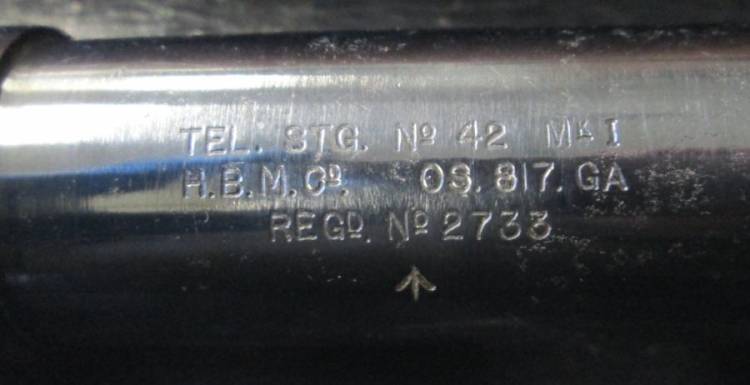 TEL. STG. Nº 42 Mk I
H.B.M.Cº. OS. 817. GA
REGD. Nº 2733